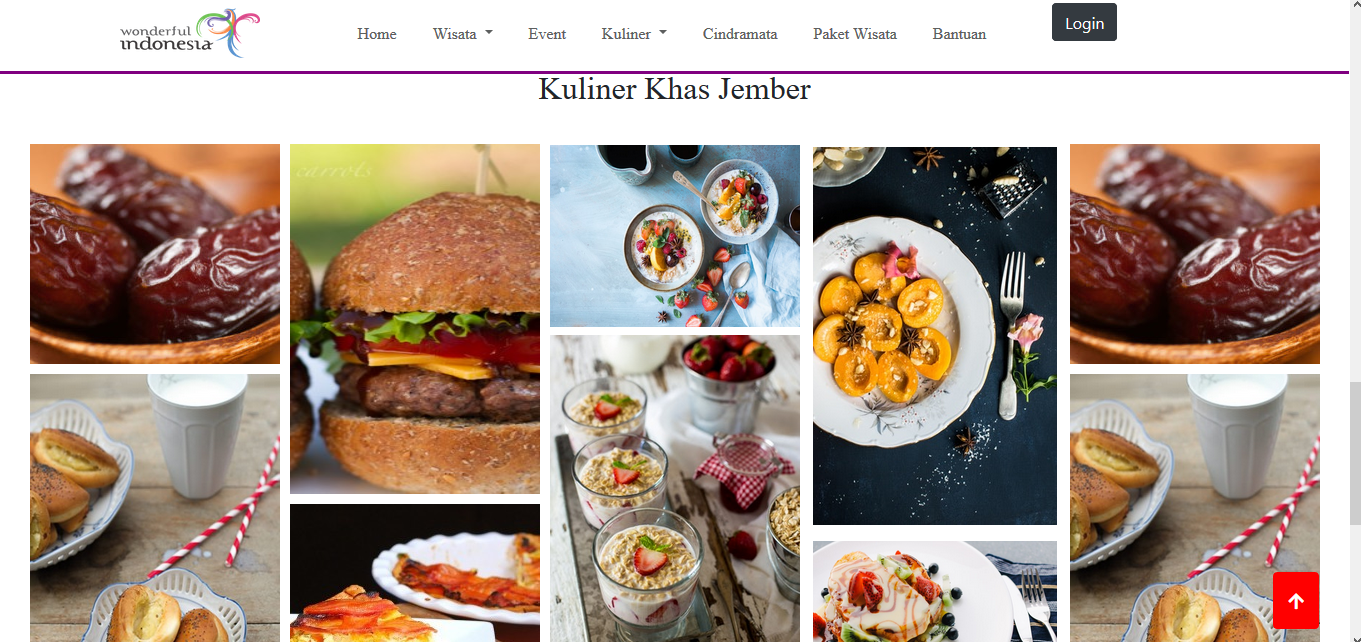 wonderful
indonesia
Home Wisata Event Kuliner Cindramata Paket Wisata Bantuan
Login
Kuliner Khas Jember
carrots